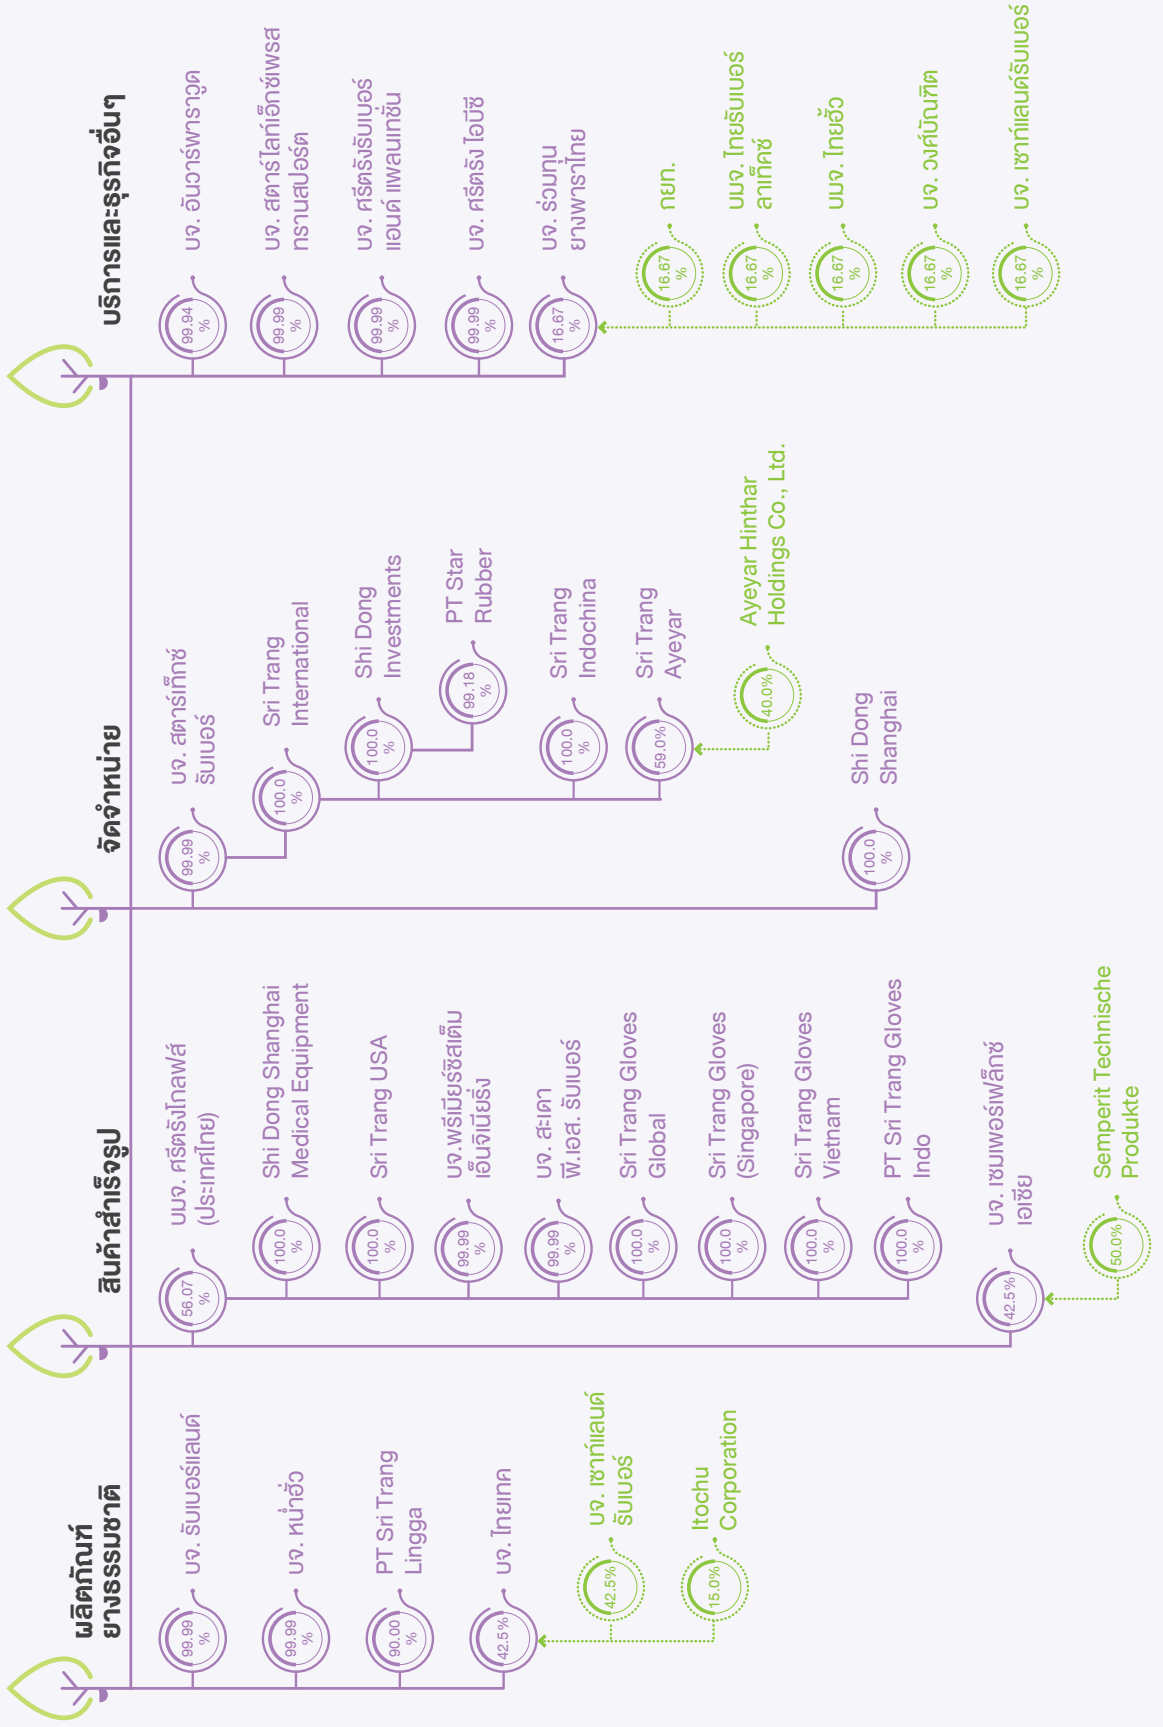 ผลิตภัณฑ์
ยางธรรมชาติ
99.99
%
บจ. รับเบอร์แลนด์
99.99
%
บจ. หน่ำฮั่ว
90.00
%
PT Sri Trang
Lingga
42.5%
บจ. ไทยเทค
42.5%
บจ. เซาท์แลนด์
รับเบอร์
15.0%
Itochu
Corporation
สินค้าสำเร็จรูป
56.07
%
บมจ. ศรีตรังโกลฟส์
(ประเทศไทย)
100.0
%
Shi Dong Shanghai
Medical Equipment
100.0
%
Sri Trang USA
99.99
%
บจ.พรีเมียร์ซิสเต็ม
เอ็นจิเนียริ่ง
99.99
%
บจ. สะเดา
พี.เอส. รับเบอร์
100.0
%
Sri Trang Gloves
Global
100.0
%
Sri Trang Gloves
(Singapore)
100.0
%
Sri Trang Gloves
Vietnam
100.0
%
PT Sri Trang Gloves
Indo
42.5%
บจ. เซมเพอร์เฟล็กซ์
เอเชีย
50.0%
Semperit Technische
Produkte
จัดจำหน่าย
99.99
%
บจ. สตาร์เท็กซ์
รับเบอร์
100.0
%
Sri Trang
International
100.0
%
Shi Dong
Investments
99.18
%
PT Star
Rubber
100.0
%
Sri Trang
Indochina
59.0%
Sri Trang
Ayeyar
40.0%
Ayeyar Hinthar
Holdings Co., Ltd.
100.0
%
Shi Dong
Shanghai
บริการและธุรกิจอื่นๆ
99.94
%
บจ. อันวาร์พาราวูด
99.99
%
บจ. สตาร์ไลท์เอ็กซ์เพรส
ทรานสปอร์ต
99.99
%
บจ. ศรีตรังรับเบอร์
แอนด์ แพลนเทชั่น
99.99
%
บจ. ศรีตรัง ไอบีซี
16.67
%
บจ. ร่วมทุน
ยางพาราไทย
16.67
%
กยท.
16.67
%
บมจ. ไทยรับเบอร์
ลาเท็คซ์
16.67
%
บมจ. ไทยฮั้ว
16.67
%
บจ. วงศ์บัณฑิต
16.67
%
บจ. เซาท์แลนด์รับเบอร์